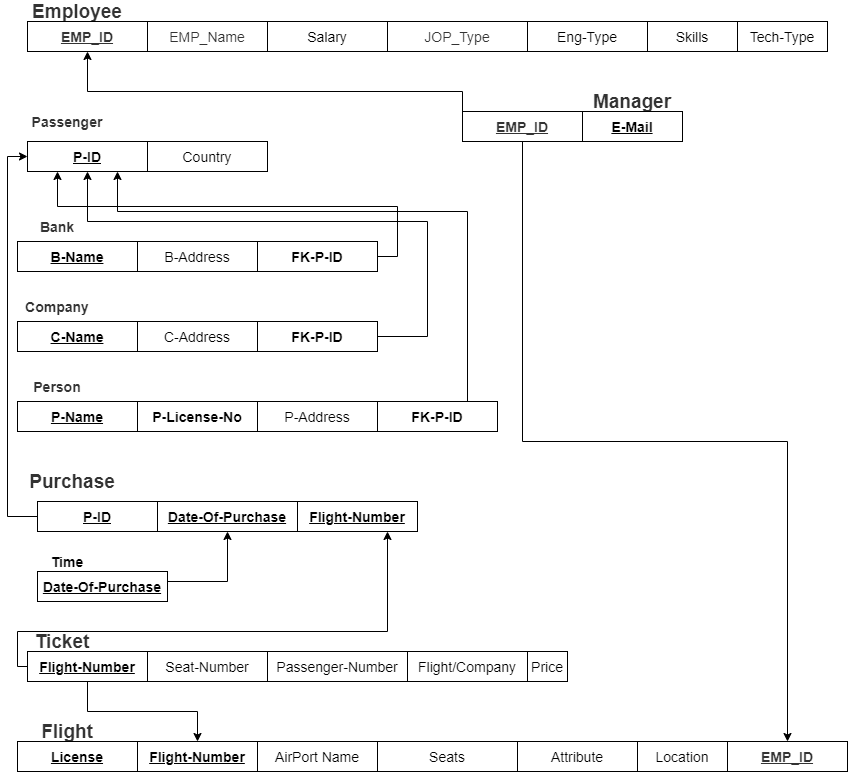 Employee
EMP_ID EMP_Name Salary JOP_Type Eng-Type Skills Tech-Type
Manager
EMP_ID E-Mail
Passenger
P-ID Country
Bank
B-Name B-Address FK-P-ID
Company
C-Name C-Address FK-P-ID
Person
P-Name P-License-No P-Address FK-P-ID
Purchase
P-ID Date-Of-Purchase Flight-Number
Time
Date-Of-Purchase
Ticket
Flight-Number Seat-Number Passenger-Number Flight/Company Price
Flight
License Flight-Number AirPort Name Seats Attribute Location EMP_ID